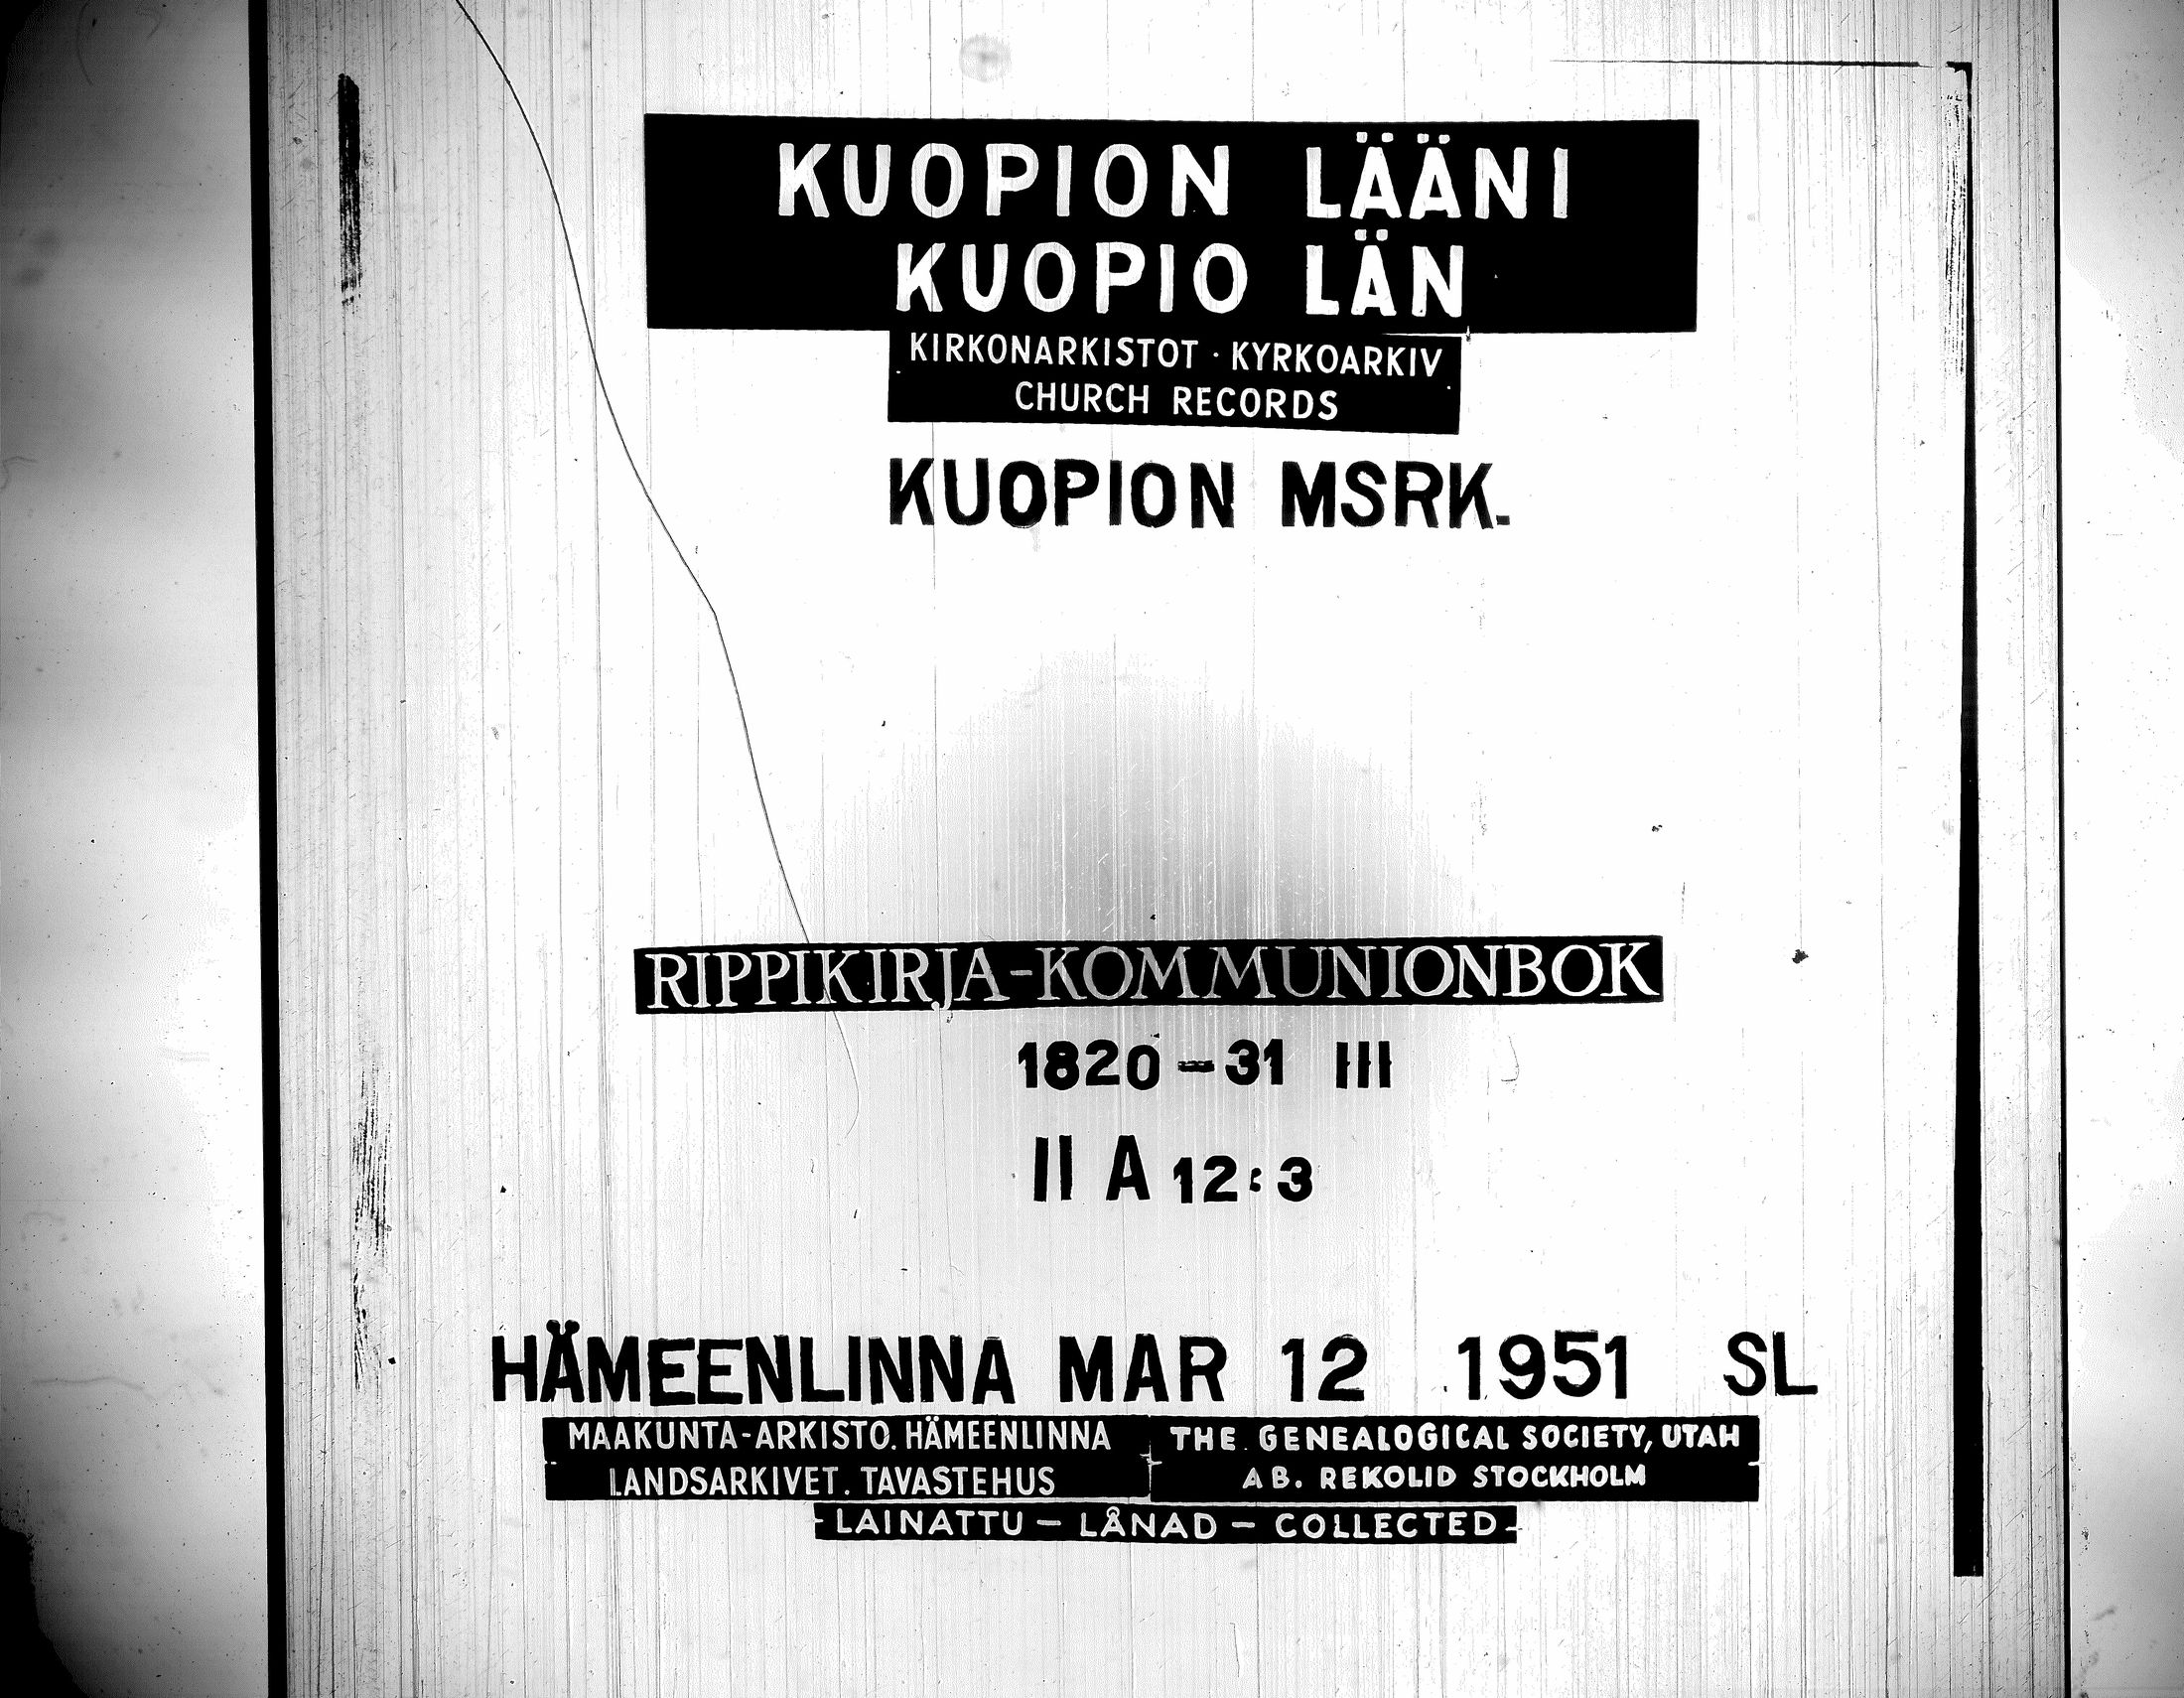 KUOPION LÄÄNI
KUOPIO LÄN
KIRKONARKISTOT · KYRKOARKIV
CHURCH RECORDS
KUOPION MSRK.
RIPPIKIRJA-KOMMUNIONBOK
1820-31 III
II A 12:3
HÄMEENLINNA MAR 12 1951 SL
MAAKUNTA-ARKISTO. HÄMEENLINNA
LANDSARKIVET. TAVASTEHUS
THE GENEALOGICAL SOCIETY, UTAH
AB. REKOLID STOCKHOLM
- LAINATTU - LÅNAD - COLLECTED -